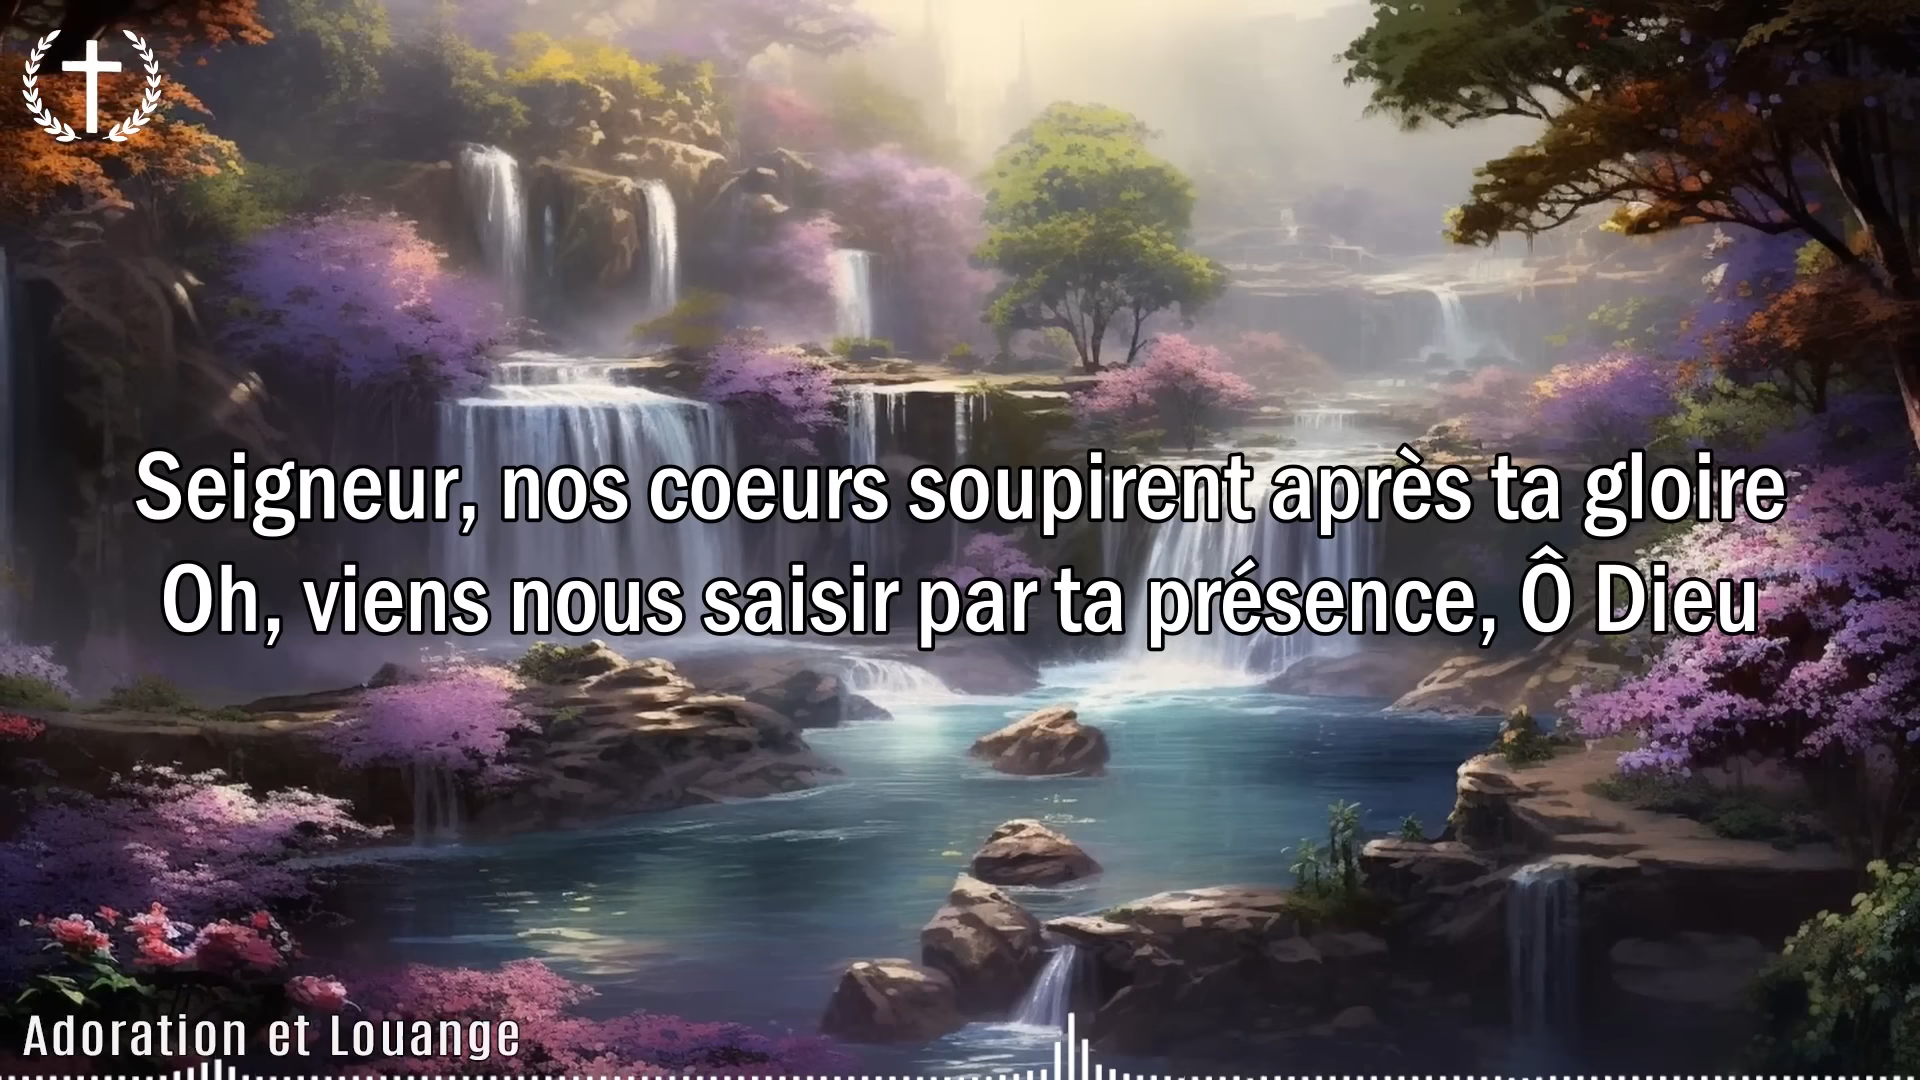 Seigneur, nos coeurs soupirent après ta gloire
Oh, viens nous saisir par ta présence, Ô Dieu
Adoration et Louange